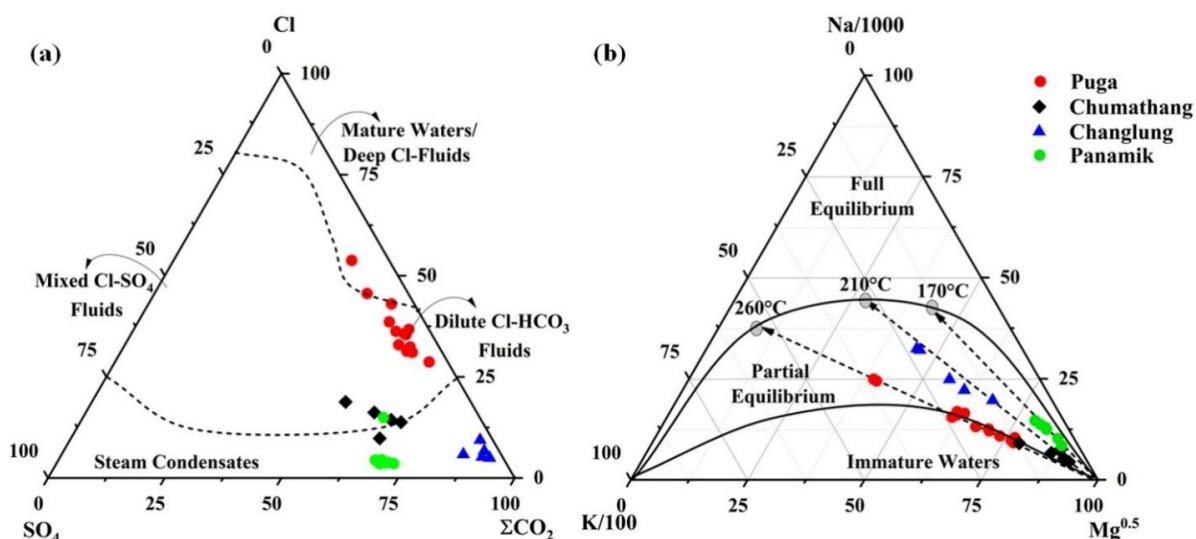 (a)
Cl
0
100
25
Mature Waters/
Deep Cl-Fluids
75
50
Mixed Cl-SO₄
Fluids
50
Dilute Cl-HCO₃
Fluids
75
25
Steam Condensates
100
0
0
25
50
75
100
SO₄
ΣCO₂
(b)
Na/1000
0
100
25
75
Full
Equilibrium
50
50
260°C
210°C
170°C
75
Partial
Equilibrium
25
Immature Waters
100
0
0
25
50
75
100
K/100
Mg⁰·⁵
Puga
Chumathang
Changlung
Panamik